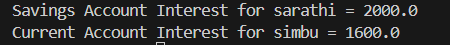 Savings Account Interest for sarathi = 2000.0
Current Account Interest for simbu = 1600.0